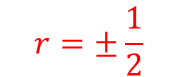 r = ± 1/2